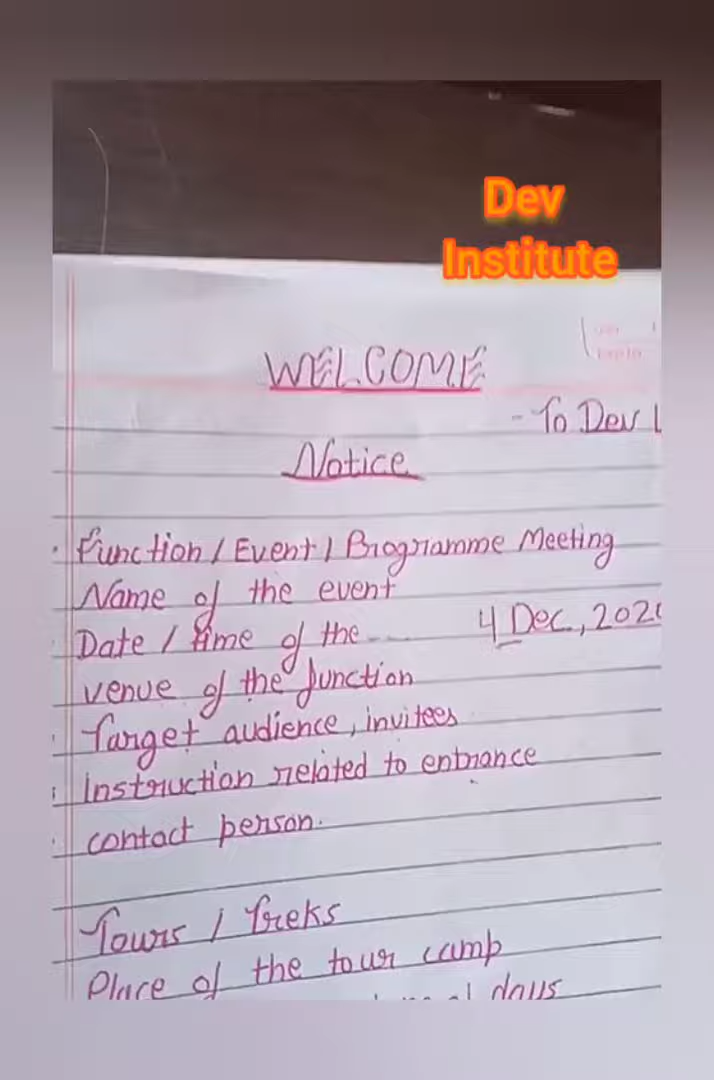 Dev
Institute
WELCOME
- To Dev
Notice
Function / Event / Programme Meeting
Name of the event
Date / time of the ---
4 Dec, 202
venue of the function
Target audience, invitees
instruction related to entrance
contact person.
Tours / Treks
Place of the tour camp
days